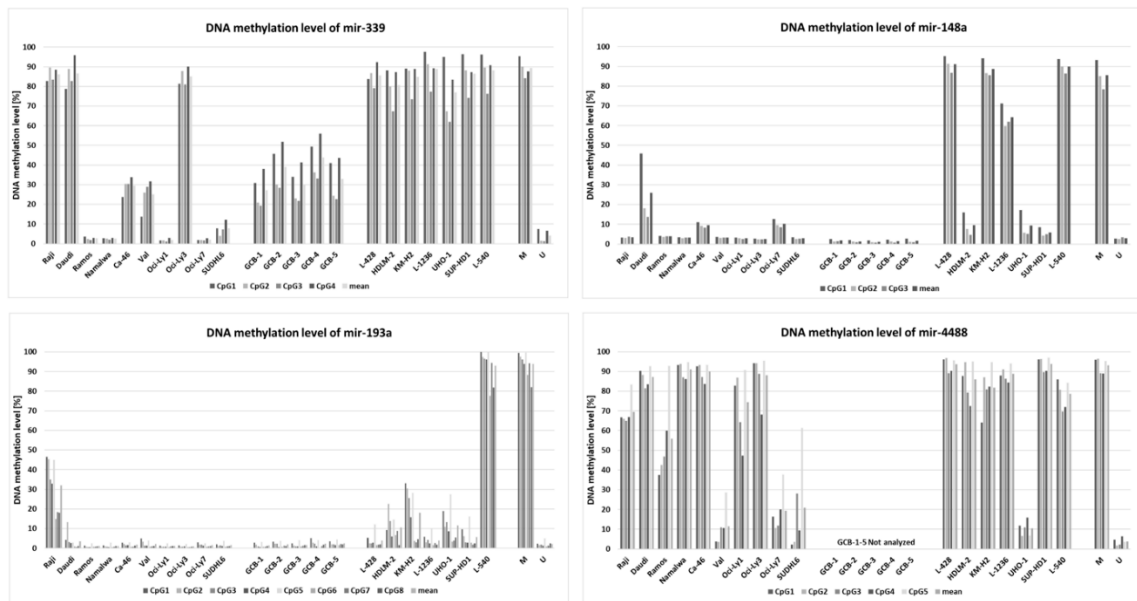 DNA methylation level of mir-339
DNA methylation level [%]
100
90
80
70
60
50
40
30
20
10
0
Raji Daudi Ramos Namalwa Ca-46 Val Oci-Ly1 Oci-Ly3 Oci-Ly7 SUDHL6 GCB-1 GCB-2 GCB-3 GCB-4 GCB-5 L-428 HDLM-2 KM-H2 L-1236 UHO-1 SUP-HD1 L-540 M U
CpG1 CpG2 CpG3 CpG4 mean
DNA methylation level of mir-148a
DNA methylation level [%]
100
90
80
70
60
50
40
30
20
10
0
Raji Daudi Ramos Namalwa Ca-46 Val Oci-Ly1 Oci-Ly3 Oci-Ly7 SUDHL6 GCB-1 GCB-2 GCB-3 GCB-4 GCB-5 L-428 HDLM-2 KM-H2 L-1236 UHO-1 SUP-HD1 L-540 M U
CpG1 CpG2 CpG3 mean
DNA methylation level of mir-193a
DNA methylation level [%]
100
90
80
70
60
50
40
30
20
10
0
Raji Daudi Ramos Namalwa Ca-46 Val Oci-Ly1 Oci-Ly3 Oci-Ly7 SUDHL6 GCB-1 GCB-2 GCB-3 GCB-4 GCB-5 L-428 HDLM-2 KM-H2 L-1236 UHO-1 SUP-HD1 L-540 M U
CpG1 CpG2 CpG3 CpG4 CpG5 CpG6 CpG7 CpG8 mean
DNA methylation level of mir-4488
DNA methylation level [%]
100
90
80
70
60
50
40
30
20
10
0
GCB-1-5 Not analyzed
Raji Daudi Ramos Namalwa Ca-46 Val Oci-Ly1 Oci-Ly3 Oci-Ly7 SUDHL6 GCB-1 GCB-2 GCB-3 GCB-4 GCB-5 L-428 HDLM-2 KM-H2 L-1236 UHO-1 SUP-HD1 L-540 M U
CpG1 CpG2 CpG3 CpG4 CpG5 mean